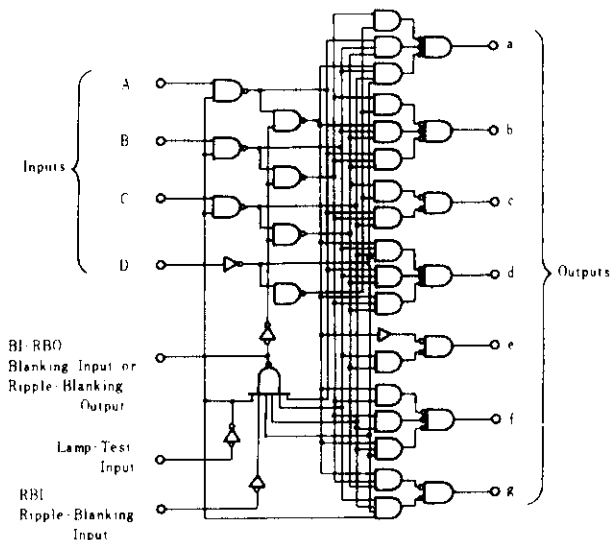 Inputs
A
B
C
D
BI·RBO
Blanking Input or
Ripple-Blanking
Output
Lamp-Test
Input
RBI
Ripple-Blanking
Input
a
b
c
d
e
f
g
Outputs